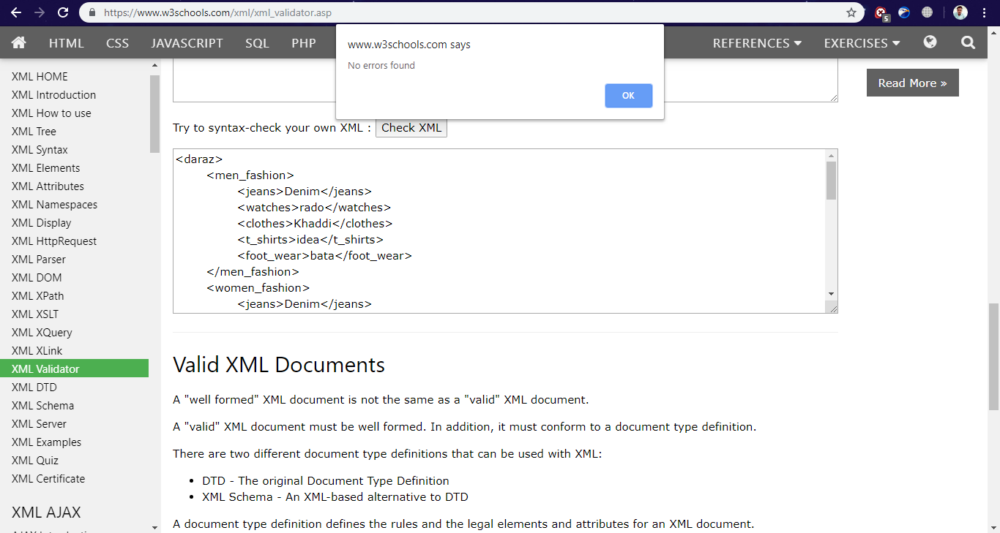 https://www.w3schools.com/xml/xml_validator.asp
5
HTML CSS JAVASCRIPT SQL PHP REFERENCES EXERCISES
www.w3schools.com says
No errors found
OK
XML HOME
XML Introduction
XML How to use
XML Tree
XML Syntax
XML Elements
XML Attributes
XML Namespaces
XML Display
XML HttpRequest
XML Parser
XML DOM
XML XPath
XML XSLT
XML XQuery
XML XLink
XML Validator
XML DTD
XML Schema
XML Server
XML Examples
XML Quiz
XML Certificate
XML AJAX
Read More »
Try to syntax-check your own XML : Check XML
<daraz>
<men_fashion>
<jeans>Denim</jeans>
<watches>rado</watches>
<clothes>Khaddi</clothes>
<t_shirts>idea</t_shirts>
<foot_wear>bata</foot_wear>
</men_fashion>
<women_fashion>
<jeans>Denim</jeans>
Valid XML Documents
A "well formed" XML document is not the same as a "valid" XML document.
A "valid" XML document must be well formed. In addition, it must conform to a document type definition.
There are two different document type definitions that can be used with XML:
• DTD - The original Document Type Definition
• XML Schema - An XML-based alternative to DTD
A document type definition defines the rules and the legal elements and attributes for an XML document.